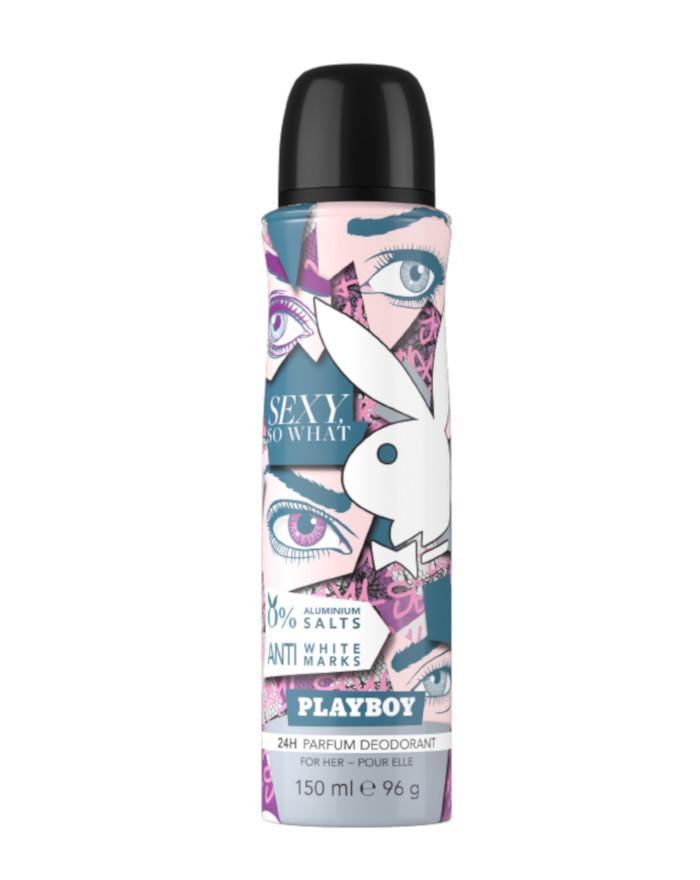 SEXY,
SO WHAT
0% ALUMINIUM
SALTS
ANTI WHITE
MARKS
PLAYBOY
24H PARFUM DEODORANT
FOR HER – POUR ELLE
150 ml ℮ 96 g